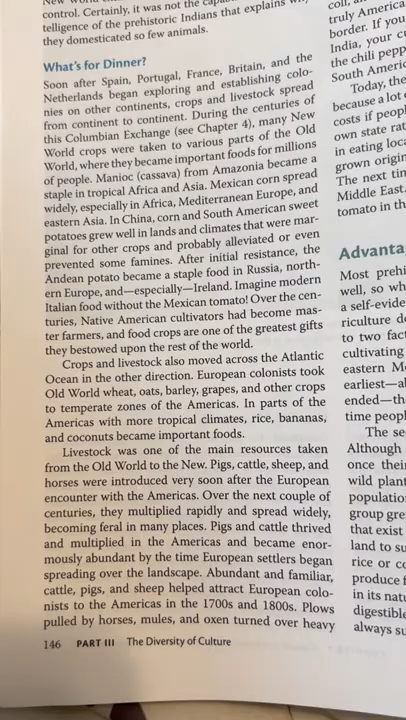 New World
control. Certainly, it was not the
telligence of the prehistoric Indians that explains why
they domesticated so few animals.
What's for Dinner?
Soon after Spain, Portugal, France, Britain, and the
Netherlands began exploring and establishing colo-
nies on other continents, crops and livestock spread
from continent to continent. During the centuries of
this Columbian Exchange (see Chapter 4), many New
World crops were taken to various parts of the Old
World, where they became important foods for millions
of people. Manioc (cassava) from Amazonia became a
staple in tropical Africa and Asia. Mexican corn spread
widely, especially in Africa, Mediterranean Europe, and
eastern Asia. In China, corn and South American sweet
potatoes grew well in lands and climates that were mar-
ginal for other crops and probably alleviated or even
prevented some famines. After initial resistance, the
Andean potato became a staple food in Russia, north-
ern Europe, and—especially—Ireland. Imagine modern
Italian food without the Mexican tomato! Over the cen-
turies, Native American cultivators had become mas-
ter farmers, and food crops are one of the greatest gifts
they bestowed upon the rest of the world.
Crops and livestock also moved across the Atlantic
Ocean in the other direction. European colonists took
Old World wheat, oats, barley, grapes, and other crops
to temperate zones of the Americas. In parts of the
Americas with more tropical climates, rice, bananas,
and coconuts became important foods.
Livestock was one of the main resources taken
from the Old World to the New. Pigs, cattle, sheep, and
horses were introduced very soon after the European
encounter with the Americas. Over the next couple of
centuries, they multiplied rapidly and spread widely,
becoming feral in many places. Pigs and cattle thrived
and multiplied in the Americas and became enor-
mously abundant by the time European settlers began
spreading over the landscape. Abundant and familiar,
cattle, pigs, and sheep helped attract European colo-
nists to the Americas in the 1700s and 1800s. Plows
pulled by horses, mules, and oxen turned over heavy
146 PART III The Diversity of Culture
truly America
border. If you
India, your c
the chili pepp
South Americ
Today, the
because a lot
costs if peopl
own state rat
in eating loca
grown origin
The next tin
Middle East.
tomato in th
Advanta
Most prehi
well, so wh
a self-evide
riculture d
to two fact
cultivating
eastern M
earliest—al
ended—th
time peopl
The se
Although
once their
wild plant
populatio
group gre
that exist
land to su
rice or co
produce f
in its natu
digestible
always su